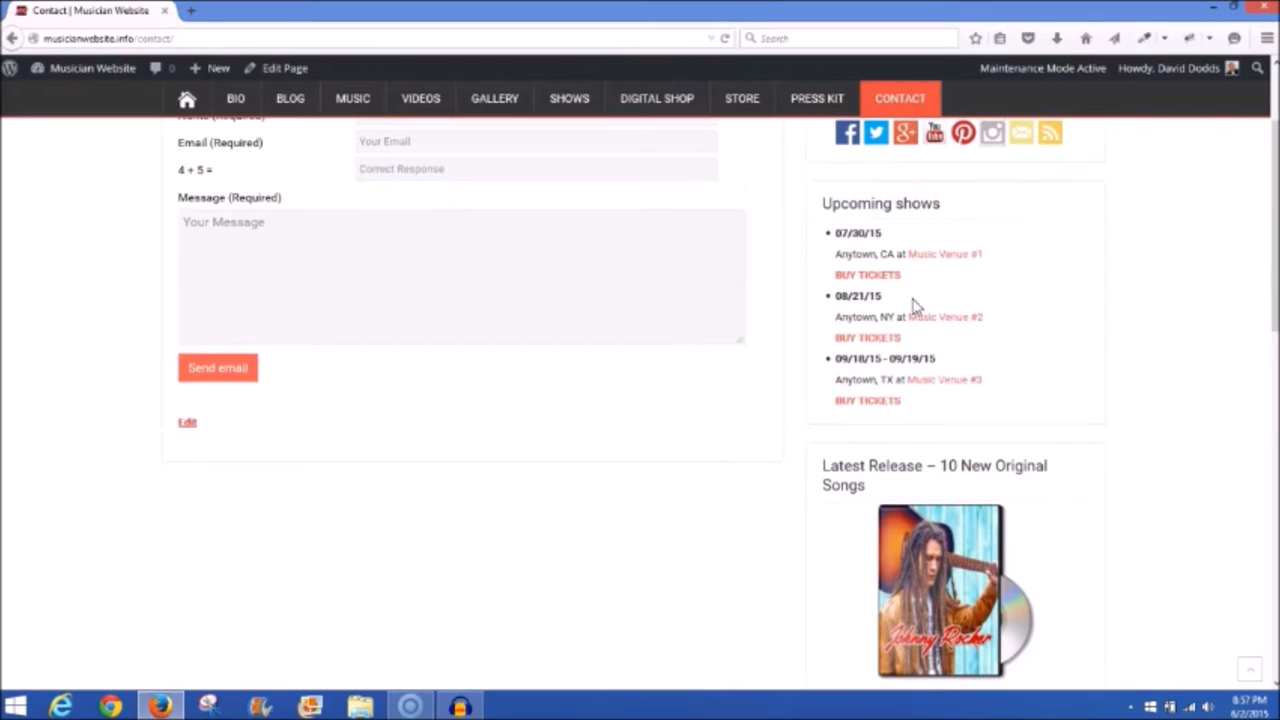 Contact | Musician Website
musicianwebsite.info/contact/
Search
Musician Website 0 New Edit Page
Maintenance Mode Active Howdy, David Dodds
BIO BLOG MUSIC VIDEOS GALLERY SHOWS DIGITAL SHOP STORE PRESS KIT CONTACT
Email (Required) Your Email
4 + 5 = Correct Response
Message (Required)
Your Message
Send email
Edit
You Tube
Upcoming shows
07/30/15
Anytown, CA at Music Venue #1
BUY TICKETS
08/21/15
Anytown, NY at Music Venue #2
BUY TICKETS
09/18/15 - 09/19/15
Anytown, TX at Music Venue #3
BUY TICKETS
Latest Release – 10 New Original
Songs
Johnny Rocker
8:57 PM
6/2/2015